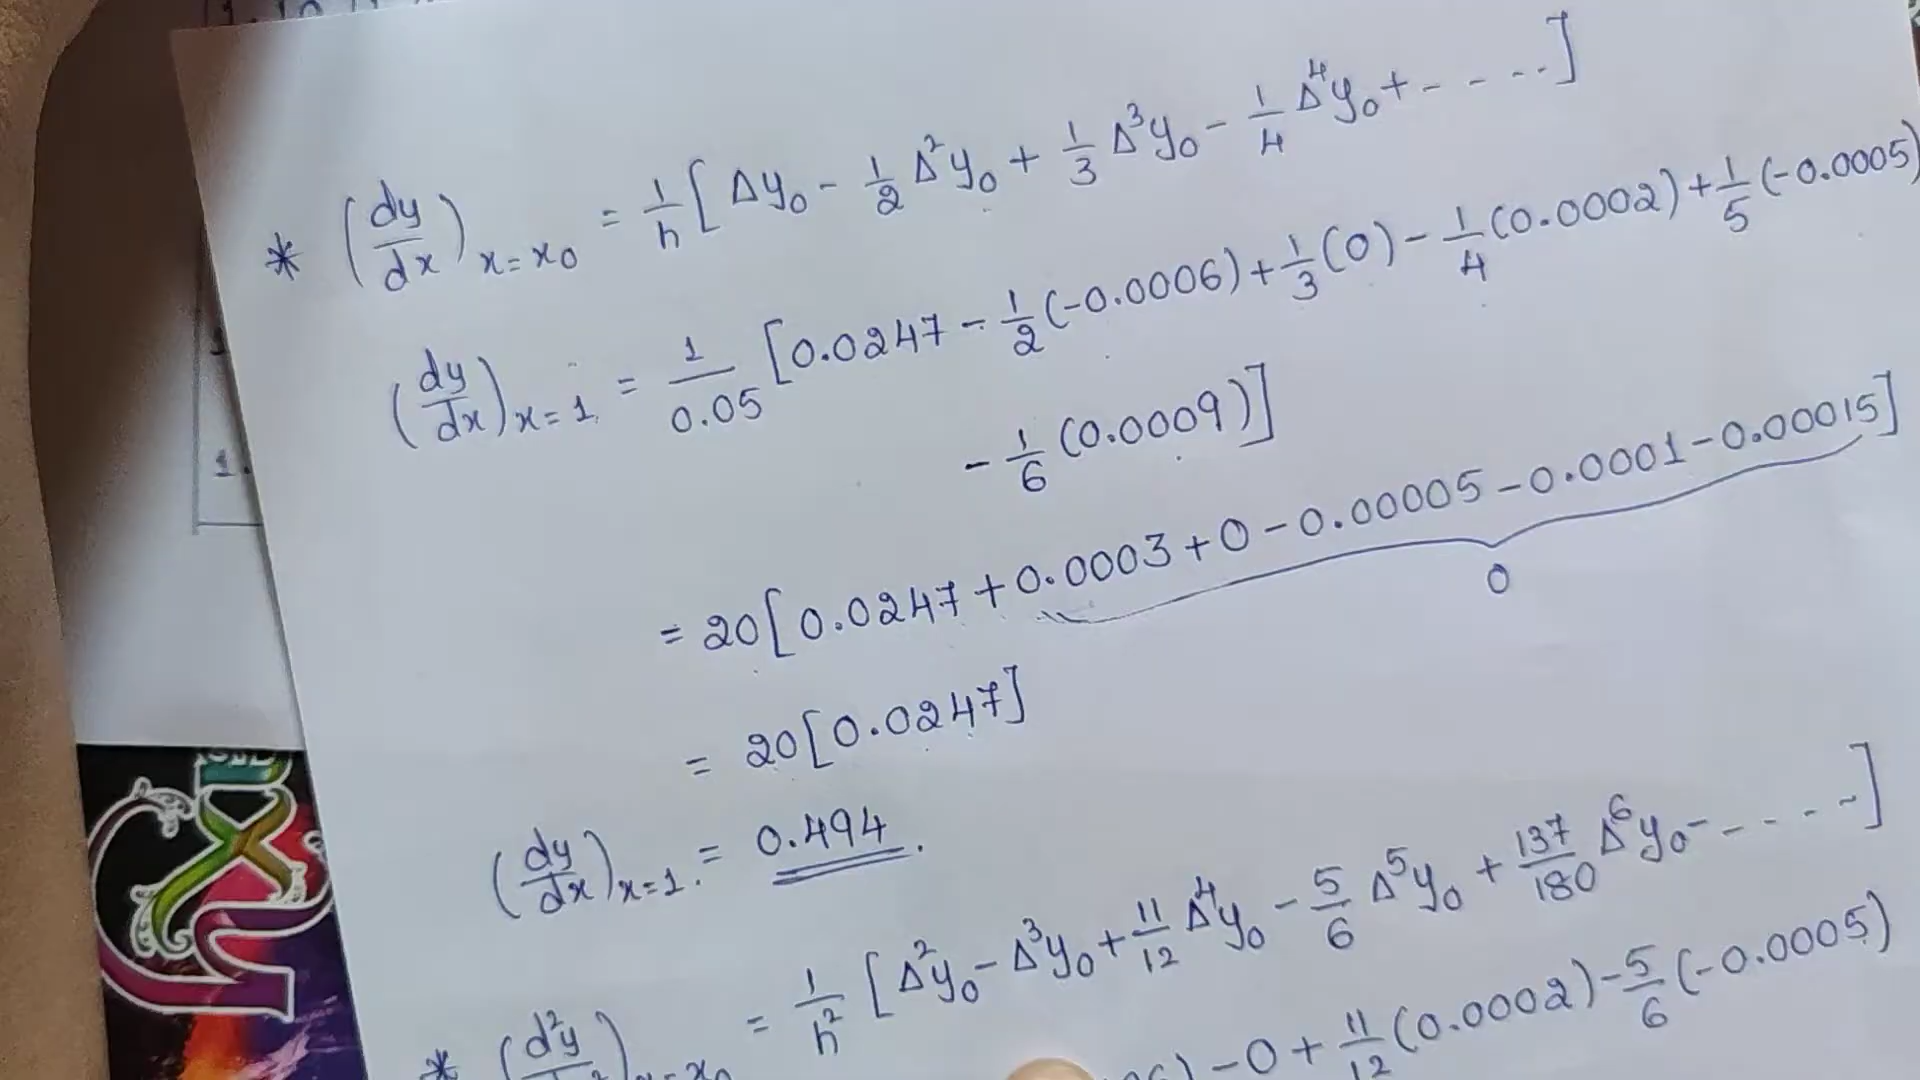 * (dy/dx)x=x₀ = 1/h [Δy₀ - 1/2 Δ²y₀ + 1/3 Δ³y₀ - 1/4 Δ⁴y₀ + - - - ..]
(dy/dx)x=1. = 1/0.05 [0.0247 - 1/2 (-0.0006) + 1/3 (0) - 1/4 (0.0002) + 1/5 (-0.0005)
- 1/6 (0.0009)]
= 20[0.0247 + 0.0003 + 0 - 0.00005 - 0.0001 - 0.00015]
0
= 20[0.0247]
(dy/dx)x=1. = 0.494.
* (d²y/ ²)x=x₀ = 1/h² [Δ²y₀ - Δ³y₀ + 11/12 Δ⁴y₀ - 5/6 Δ⁵y₀ + 137/180 Δ⁶y₀ - - - - -]
) - 0 + 11/12 (0.0002) - 5/6 (-0.0005)